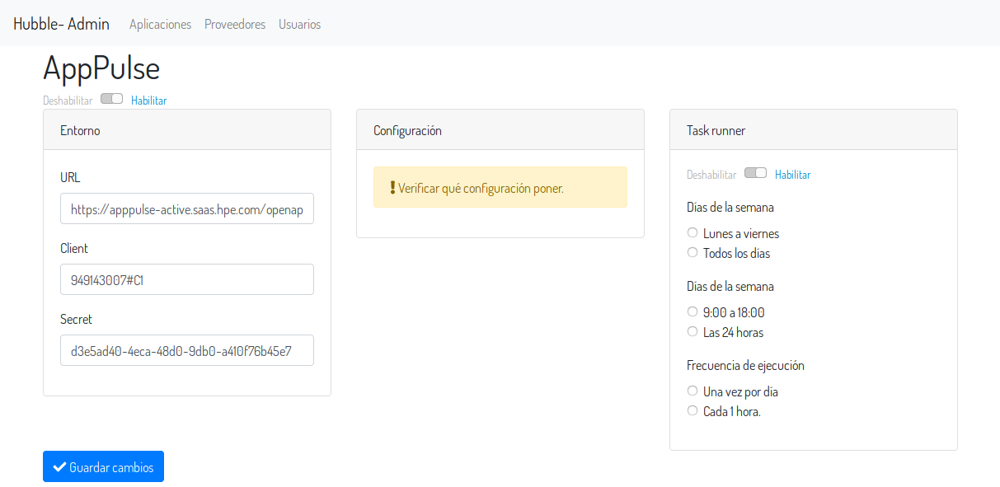 Hubble- Admin Aplicaciones Proveedores Usuarios
AppPulse
Deshabilitar Habilitar
Entorno
URL
https://apppulse-active.saas.hpe.com/openap
Client
949143007#C1
Secret
d3e5ad40-4eca-48d0-9db0-a410f76b45e7
Configuración
Verificar qué configuración poner.
Task runner
Deshabilitar Habilitar
Dias de la semana
Lunes a viernes
Todos los días
Dias de la semana
9:00 a 18:00
Las 24 horas
Frecuencia de ejecución
Una vez por día
Cada 1 hora.
Guardar cambios